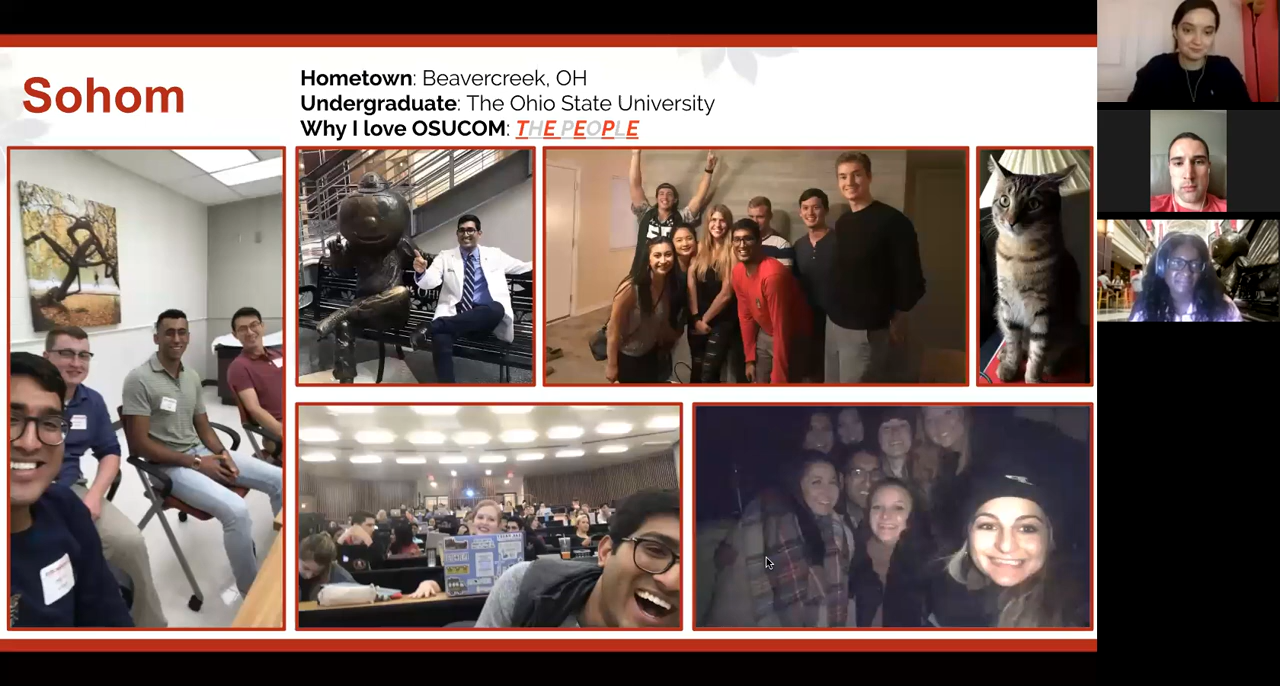 Sohom
Hometown: Beavercreek, OH
Undergraduate: The Ohio State University
Why I love OSUCOM: THE PEOPLE